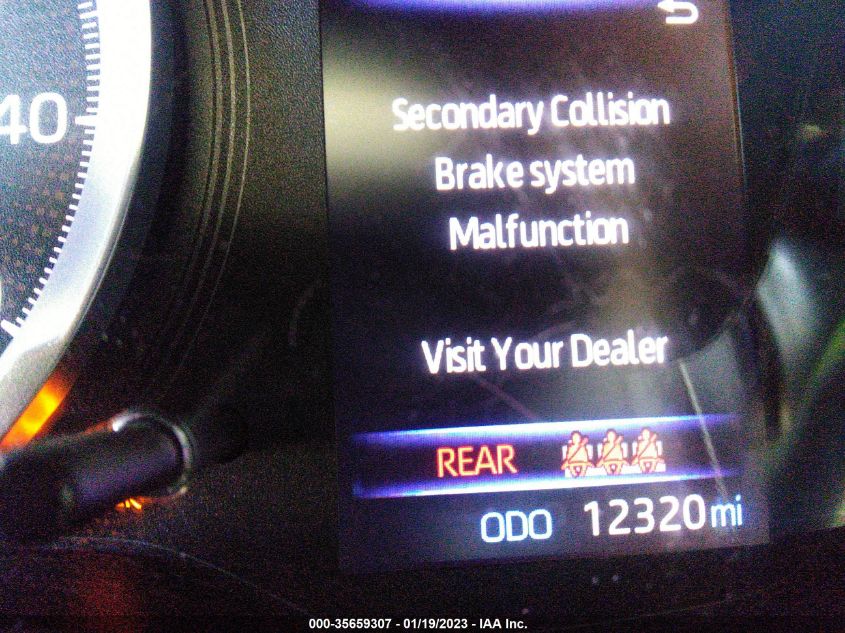 40
Secondary Collision
Brake system
Malfunction
Visit Your Dealer
REAR
ODO 12320 mi
000-35659307 - 01/19/2023 - IAA Inc.